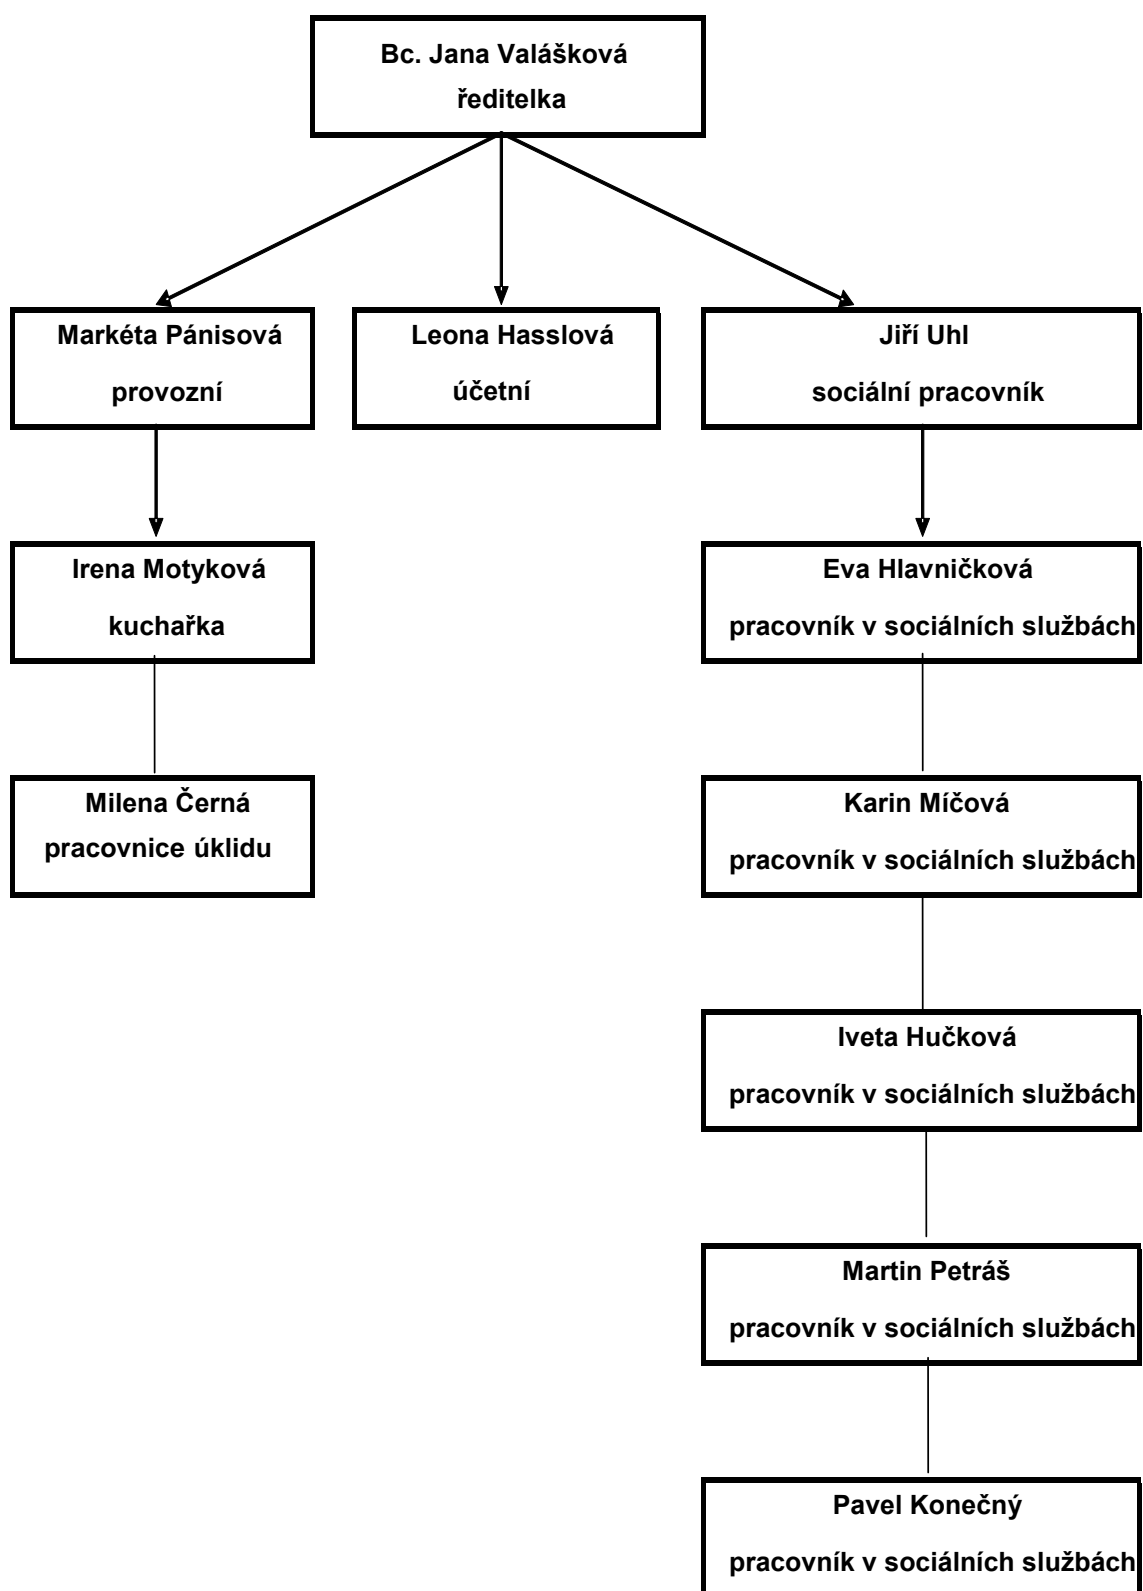 Bc. Jana Valášková
ředitelka
Markéta Pánisová
provozní
Leona Hasslová
účetní
Jiří Uhl
sociální pracovník
Irena Motyková
kuchařka
Eva Hlavničková
pracovník v sociálních službách
Milena Černá
pracovnice úklidu
Karin Míčová
pracovník v sociálních službách
Iveta Hučková
pracovník v sociálních službách
Martin Petráš
pracovník v sociálních službách
Pavel Konečný
pracovník v sociálních službách